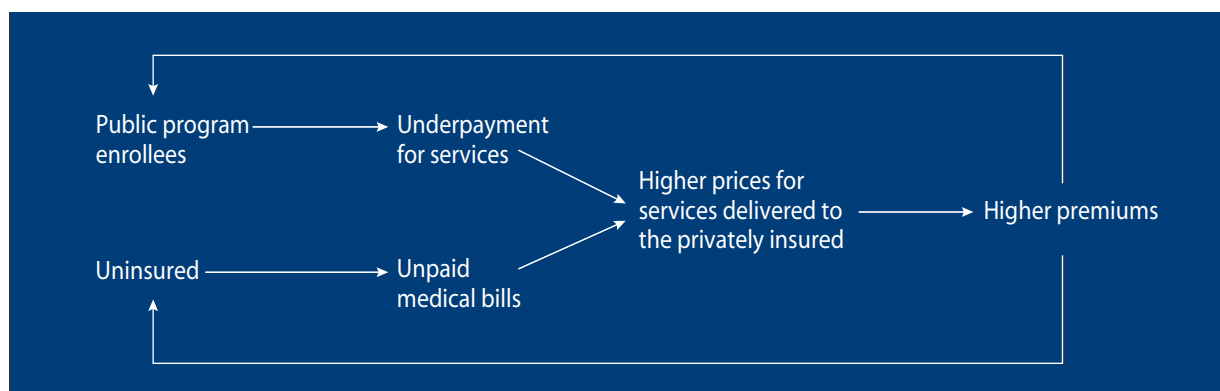 Public program
enrollees
Underpayment
for services
Higher prices for
services delivered to
the privately insured
Higher premiums
Uninsured
Unpaid
medical bills